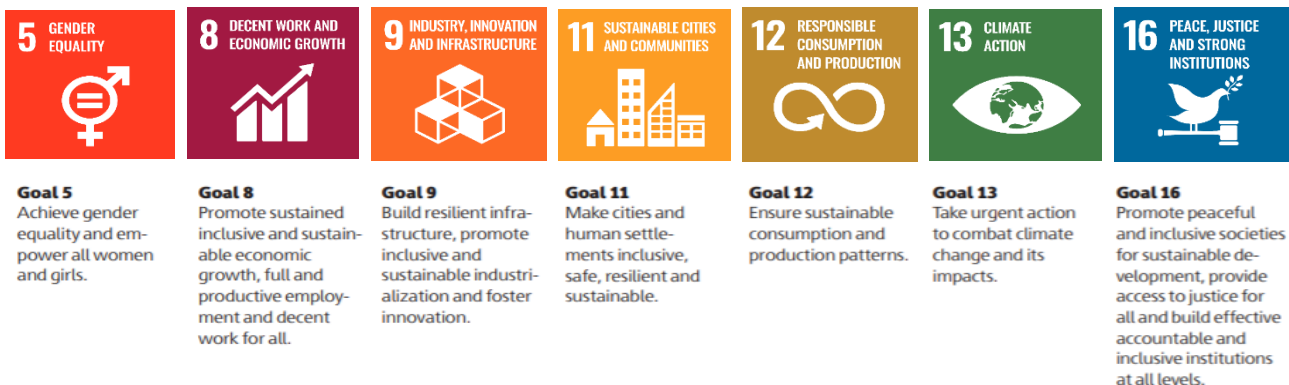 5 GENDER
EQUALITY
8 DECENT WORK AND
ECONOMIC GROWTH
9 INDUSTRY, INNOVATION
AND INFRASTRUCTURE
11 SUSTAINABLE CITIES
AND COMMUNITIES
12 RESPONSIBLE
CONSUMPTION
AND PRODUCTION
13 CLIMATE
ACTION
16 PEACE, JUSTICE
AND STRONG
INSTITUTIONS
Goal 5
Achieve gender
equality and em-
power all women
and girls.
Goal 8
Promote sustained
inclusive and sustain-
able economic
growth, full and
productive employ-
ment and decent
work for all.
Goal 9
Build resilient infra-
structure, promote
inclusive and
sustainable industri-
alization and foster
innovation.
Goal 11
Make cities and
human settle-
ments inclusive,
safe, resilient and
sustainable.
Goal 12
Ensure sustainable
consumption and
production patterns.
Goal 13
Take urgent action
to combat climate
change and its
impacts.
Goal 16
Promote peaceful
and inclusive societies
for sustainable de-
velopment, provide
access to justice for
all and build effective
accountable and
inclusive institutions
at all levels.